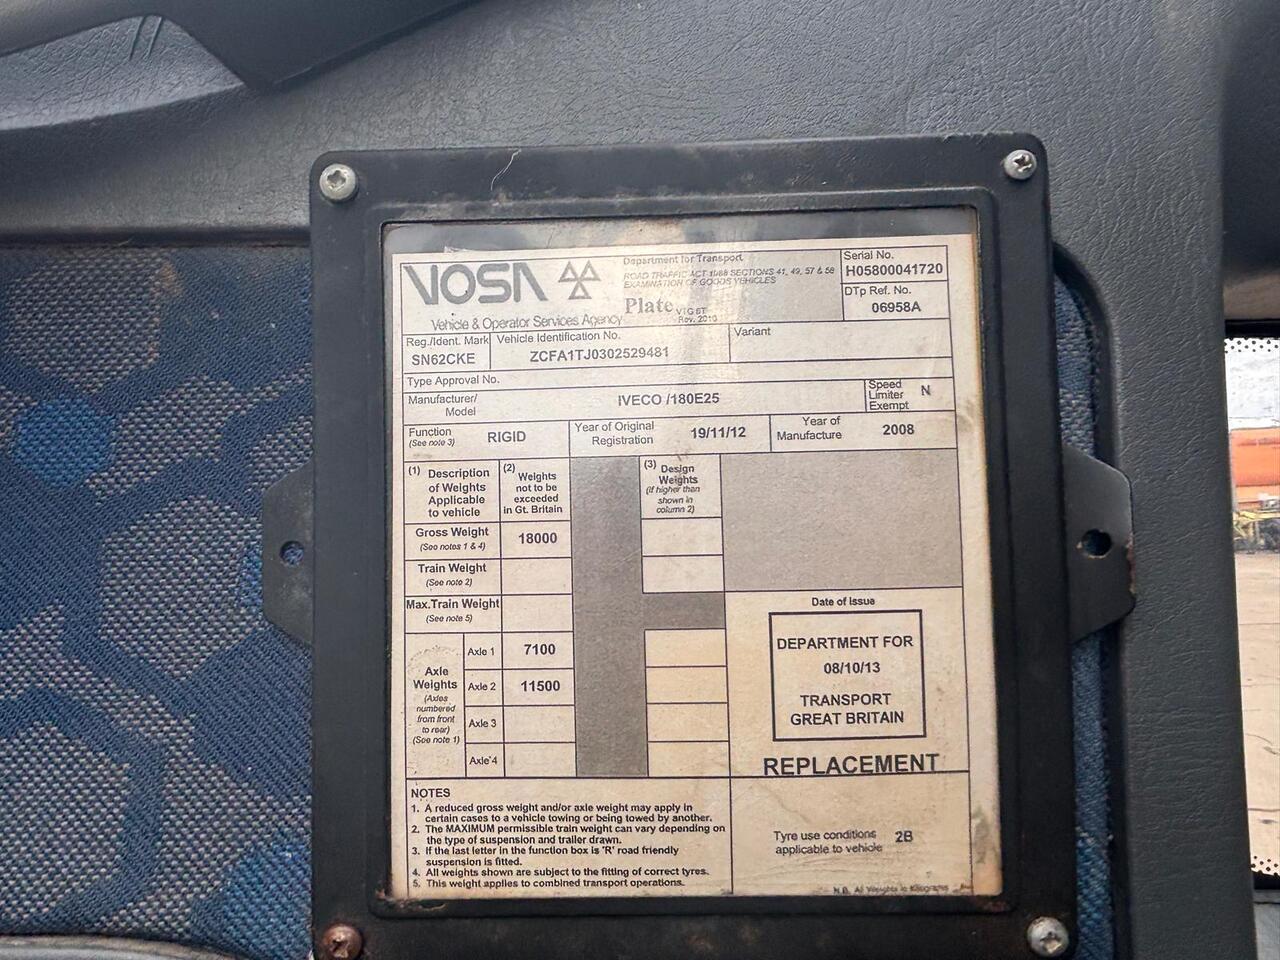 VOSA
Vehicle & Operator Services Agency
Department for Transport
ROAD TRAFFIC ACT 1988 SECTIONS 41, 49, 57 & 58
EXAMINATION OF GOODS VEHICLES
Plate VTG 6T
Rev. 2010
Serial No.
H05800041720
DTp Ref. No.
06958A
Reg./Ident. Mark
SN62CKE
Vehicle Identification No.
ZCFA1TJ0302529481
Variant
Type Approval No.
Manufacturer/
Model
IVECO /180E25
Speed
Limiter
Exempt
N
Function
(See note 3)
RIGID
Year of Original
Registration
19/11/12
Year of
Manufacture
2008
(1) Description
of Weights
Applicable
to vehicle
(2) Weights
not to be
exceeded
in Gt. Britain
(3) Design
Weights
(if higher than
shown in
column 2)
Gross Weight
(See notes 1 & 4)
18000
Train Weight
(See note 2)
Max.Train Weight
(See note 5)
Axle
Weights
(Axles
numbered
from front
to rear)
(See note 1)
Axle 1
7100
Axle 2
11500
Axle 3
Axle 4
Date of Issue
DEPARTMENT FOR
08/10/13
TRANSPORT
GREAT BRITAIN
REPLACEMENT
NOTES
1. A reduced gross weight and/or axle weight may apply in
certain cases to a vehicle towing or being towed by another.
2. The MAXIMUM permissible train weight can vary depending on
the type of suspension and trailer drawn.
3. If the last letter in the function box is 'R' road friendly
suspension is fitted.
4. All weights shown are subject to the fitting of correct tyres.
5. This weight applies to combined transport operations.
Tyre use conditions
applicable to vehicle
2B
N.B. All Weights in Kilograms